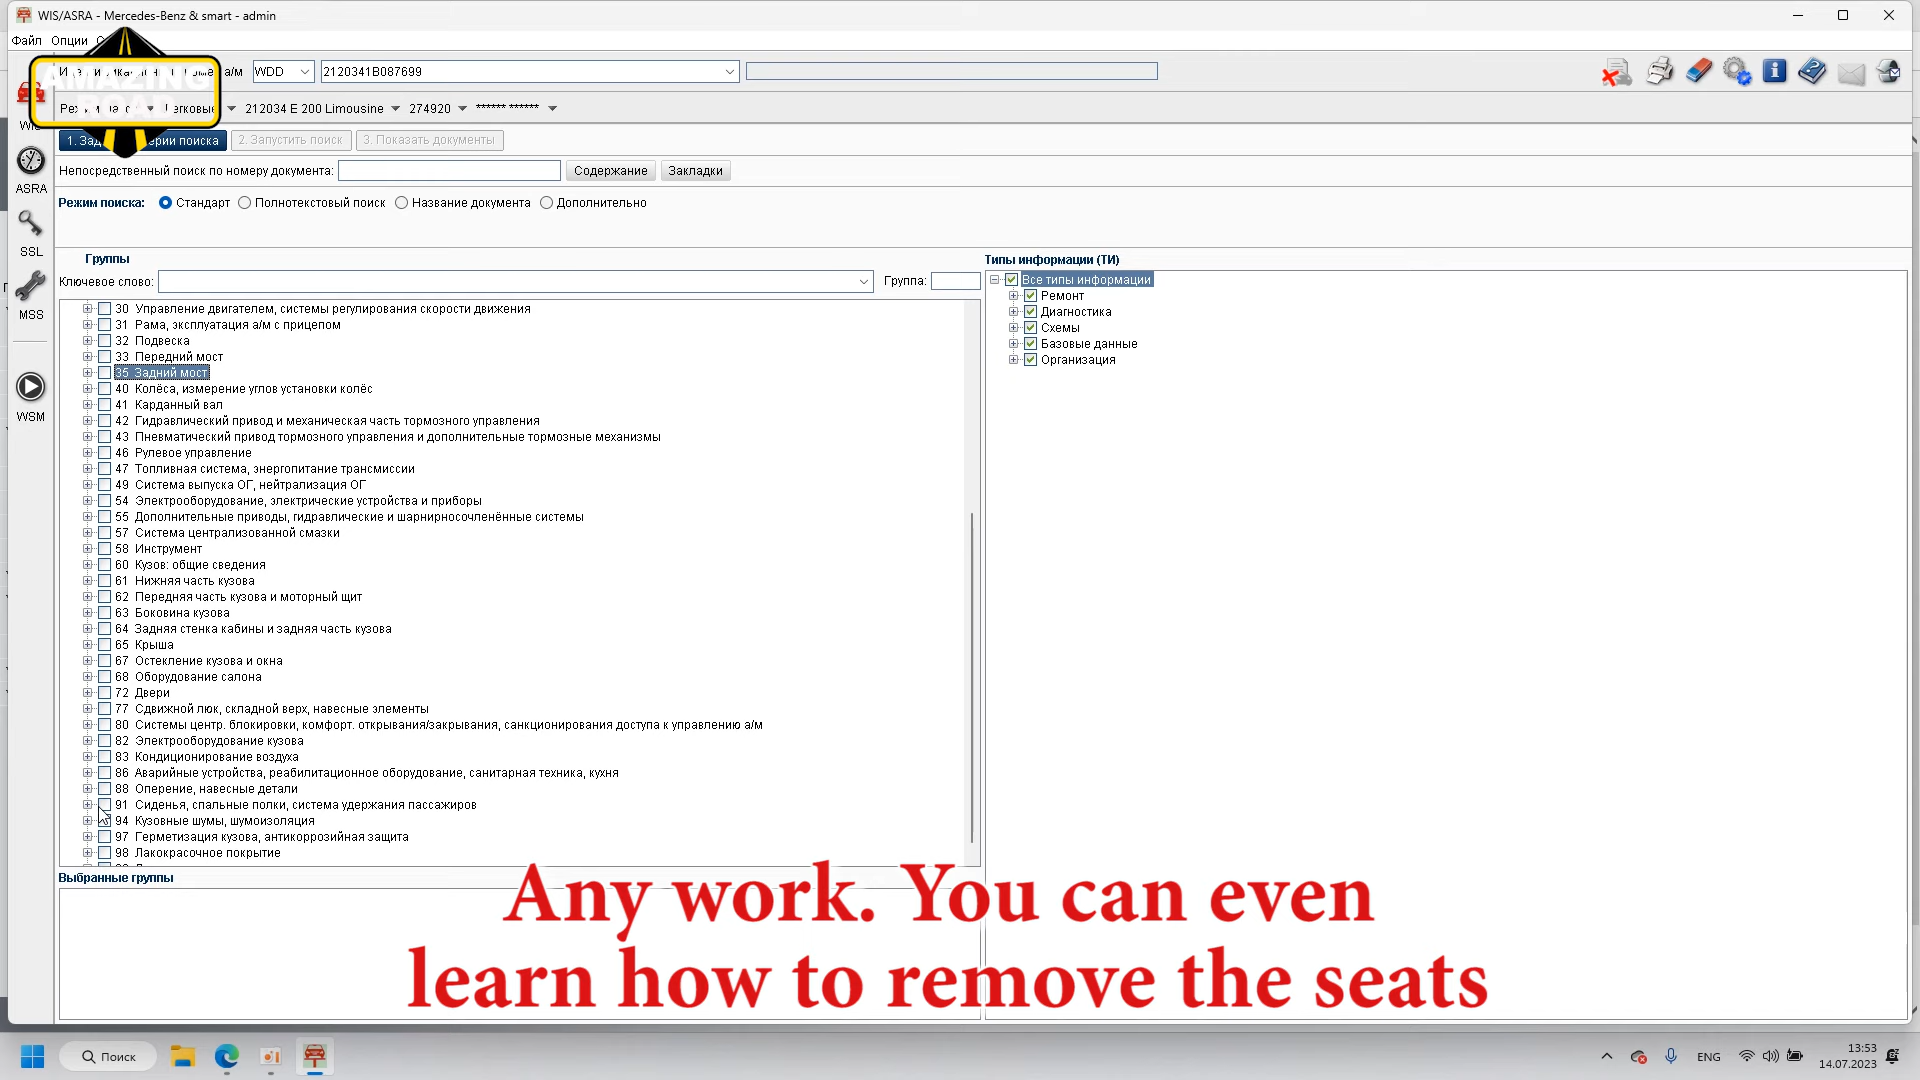 WIS/ASRA - Mercedes-Benz & smart - admin
Файл Опции
а/м WDD 2120341B087699
Легковые 212034 E 200 Limousine 274920 ****** ******
AMAZING
ROAD
WIS
1. Зад ерии поиска 2. Запустить поиск 3. Показать документы
Непосредственный поиск по номеру документа: Содержание Закладки
ASRA
Режим поиска: Стандарт Полнотекстовый поиск Название документа Дополнительно
SSL
MSS
WSM
Группы
Ключевое слово: Группа:
30 Управление двигателем, системы регулирования скорости движения
31 Рама, эксплуатация а/м с прицепом
32 Подвеска
33 Передний мост
35 Задний мост
40 Колёса, измерение углов установки колёс
41 Карданный вал
42 Гидравлический привод и механическая часть тормозного управления
43 Пневматический привод тормозного управления и дополнительные тормозные механизмы
46 Рулевое управление
47 Топливная система, энергопитание трансмиссии
49 Система выпуска ОГ, нейтрализация ОГ
54 Электрооборудование, электрические устройства и приборы
55 Дополнительные приводы, гидравлические и шарнирносочленённые системы
57 Система централизованной смазки
58 Инструмент
60 Кузов: общие сведения
61 Нижняя часть кузова
62 Передняя часть кузова и моторный щит
63 Боковина кузова
64 Задняя стенка кабины и задняя часть кузова
65 Крыша
67 Остекление кузова и окна
68 Оборудование салона
72 Двери
77 Сдвижной люк, складной верх, навесные элементы
80 Системы центр. блокировки, комфорт. открывания/закрывания, санкционирования доступа к управлению а/м
82 Электрооборудование кузова
83 Кондиционирование воздуха
86 Аварийные устройства, реабилитационное оборудование, санитарная техника, кухня
88 Оперение, навесные детали
91 Сиденья, спальные полки, система удержания пассажиров
94 Кузовные шумы, шумоизоляция
97 Герметизация кузова, антикоррозийная защита
98 Лакокрасочное покрытие
Выбранные группы
Типы информации (ТИ)
Все типы информации
Ремонт
Диагностика
Схемы
Базовые данные
Организация
Any work. You can even
learn how to remove the seats
Поиск
ENG
13:53
14.07.2023